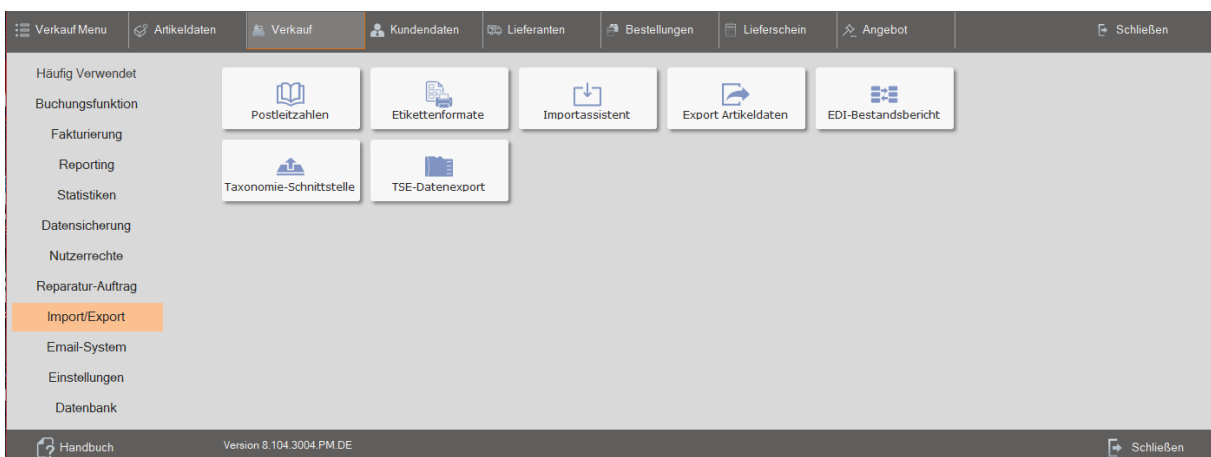 Verkauf Menu Artikeldaten Verkauf Kundendaten Lieferanten Bestellungen Lieferschein Angebot Schließen
Häufig Verwendet
Buchungsfunktion
Fakturierung
Reporting
Statistiken
Datensicherung
Nutzerrechte
Reparatur-Auftrag
Import/Export
Email-System
Einstellungen
Datenbank
Postleitzahlen Etikettenformate Importassistent Export Artikeldaten EDI-Bestandsbericht
Taxonomie-Schnittstelle TSE-Datenexport
Handbuch Version 8.104.3004.PM.DE Schließen